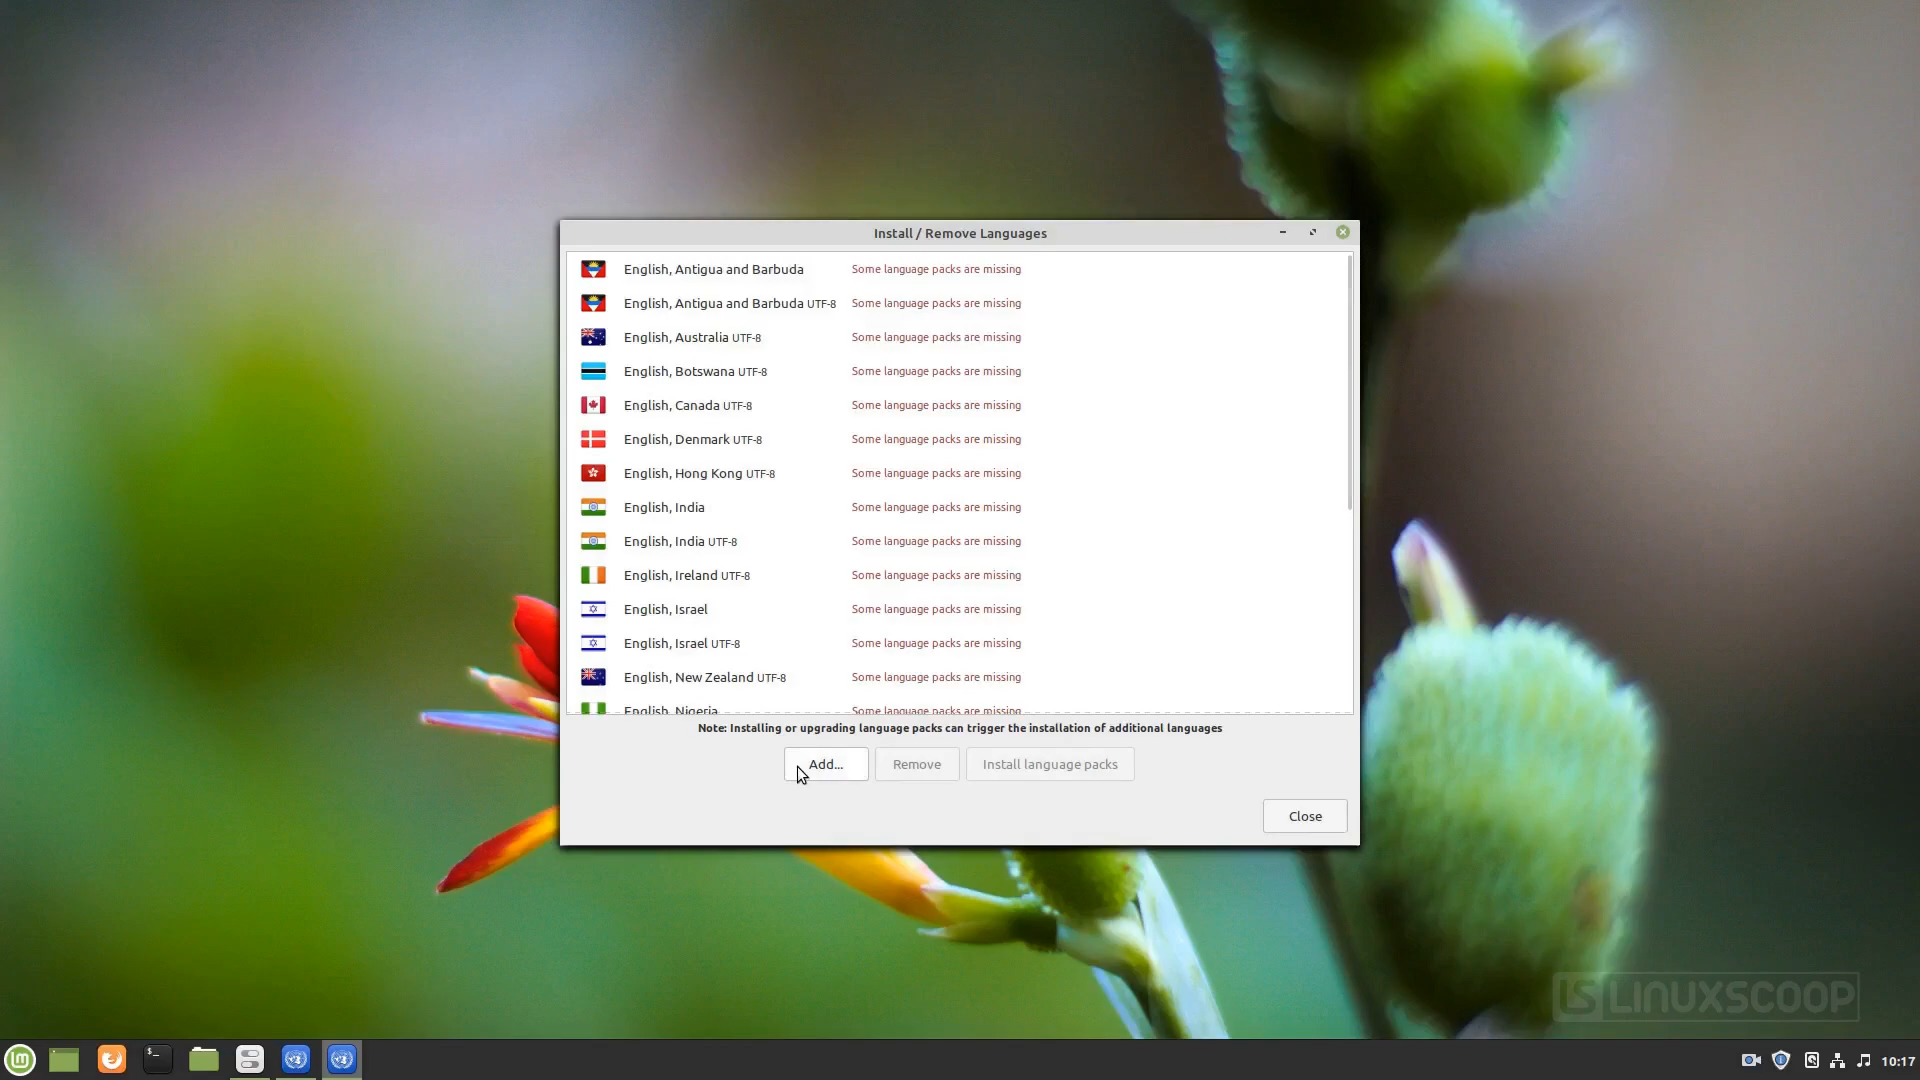 Install / Remove Languages
English, Antigua and Barbuda Some language packs are missing
English, Antigua and Barbuda UTF-8 Some language packs are missing
English, Australia UTF-8 Some language packs are missing
English, Botswana UTF-8 Some language packs are missing
English, Canada UTF-8 Some language packs are missing
English, Denmark UTF-8 Some language packs are missing
English, Hong Kong UTF-8 Some language packs are missing
English, India Some language packs are missing
English, India UTF-8 Some language packs are missing
English, Ireland UTF-8 Some language packs are missing
English, Israel Some language packs are missing
English, Israel UTF-8 Some language packs are missing
English, New Zealand UTF-8 Some language packs are missing
English, Nigeria Some language packs are missing
Note: Installing or upgrading language packs can trigger the installation of additional languages
Add... Remove Install language packs
Close
LS LINUXSCOOP
10:17